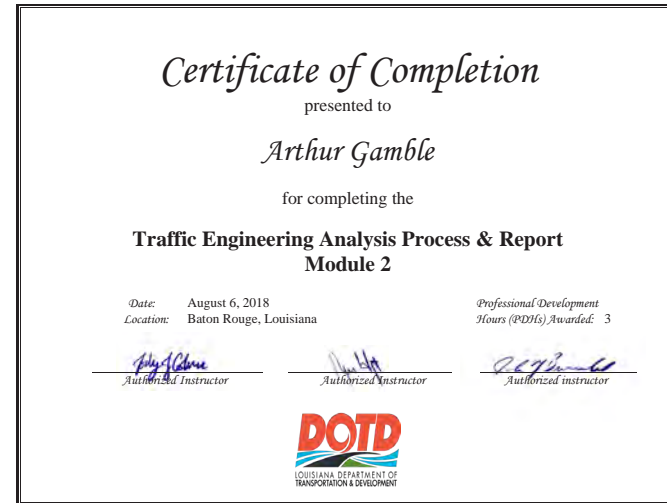 Certificate of Completion
presented to
Arthur Gamble
for completing the
Traffic Engineering Analysis Process & Report
Module 2
Date: August 6, 2018
Location: Baton Rouge, Louisiana
Professional Development
Hours (PDHs) Awarded: 3
Authorized Instructor
Authorized Instructor
Authorized instructor
DOTD
LOUISIANA DEPARTMENT OF
TRANSPORTATION & DEVELOPMENT